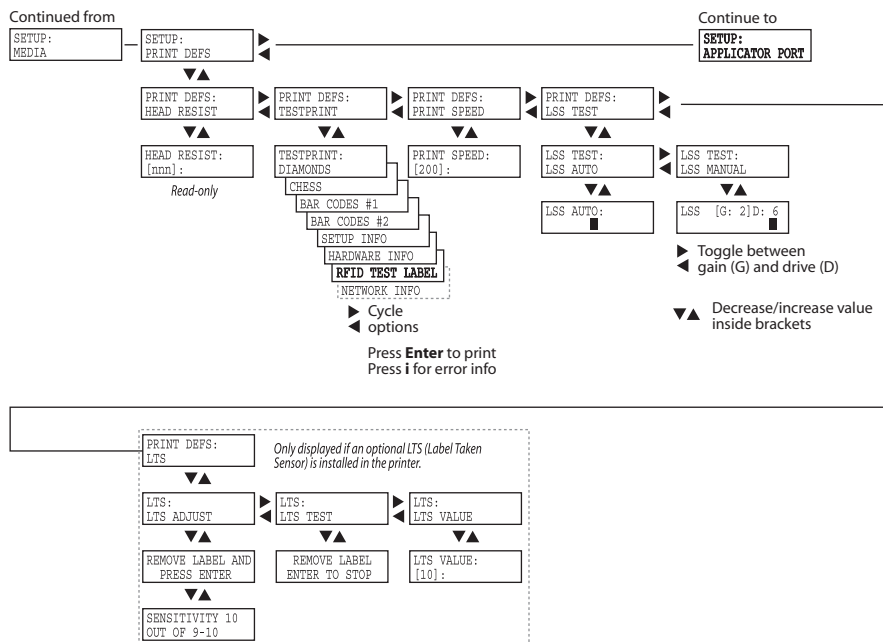 Continued from
SETUP:
MEDIA
SETUP:
PRINT DEFS
Continue to
SETUP:
APPLICATOR PORT
PRINT DEFS:
HEAD RESIST
PRINT DEFS:
TESTPRINT
PRINT DEFS:
PRINT SPEED
PRINT DEFS:
LSS TEST
HEAD RESIST:
[nnn]:
Read-only
TESTPRINT:
DIAMONDS
CHESS
BAR CODES #1
BAR CODES #2
SETUP INFO
HARDWARE INFO
RFID TEST LABEL
NETWORK INFO
Cycle
options
Press Enter to print
Press i for error info
PRINT SPEED:
[200]:
LSS TEST:
LSS AUTO
LSS TEST:
LSS MANUAL
LSS AUTO:
LSS [G: 2]D: 6
Toggle between
gain (G) and drive (D)
Decrease/increase value
inside brackets
PRINT DEFS:
LTS
Only displayed if an optional LTS (Label Taken
Sensor) is installed in the printer.
LTS:
LTS ADJUST
LTS:
LTS TEST
LTS:
LTS VALUE
REMOVE LABEL AND
PRESS ENTER
REMOVE LABEL
ENTER TO STOP
LTS VALUE:
[10]:
SENSITIVITY 10
OUT OF 9-10